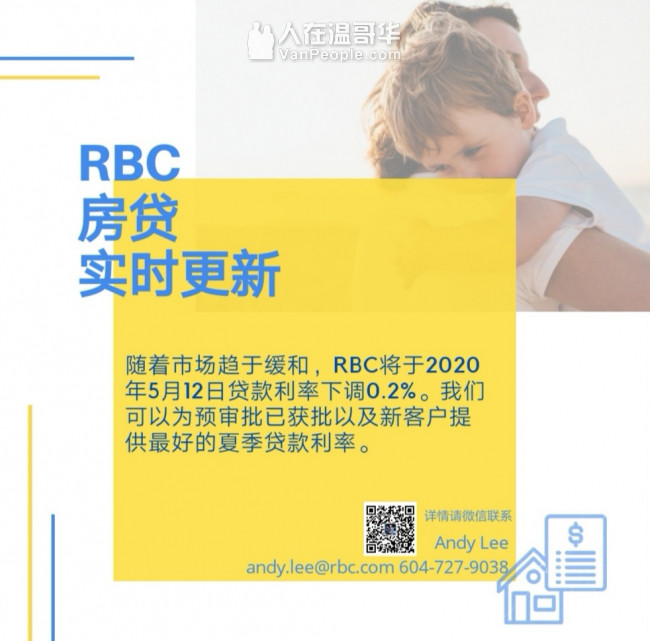 人在温哥华
VanPeople.com
RBC
房贷
实时更新
随着市场趋于缓和，RBC将于2020
年5月12日贷款利率下调0.2%。我们
可以为预审批已获批以及新客户提
供最好的夏季贷款利率。
详情请微信联系
Andy Lee
andy.lee@rbc.com 604-727-9038
$